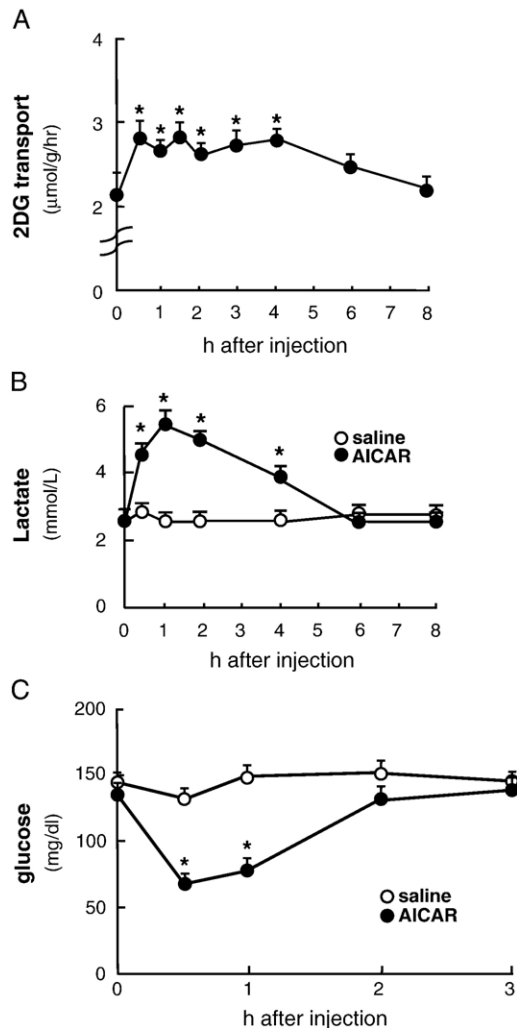 A
2DG transport
(μmol/g/hr)
4
3
2
0
* * * * * *
0 1 2 3 4 5 6 7 8
h after injection
B
Lactate
(mmol/L)
6
4
2
0
* * * *
saline
AICAR
0 1 2 3 4 5 6 7 8
h after injection
C
glucose
(mg/dl)
200
150
100
50
0
* *
saline
AICAR
0 1 2 3
h after injection